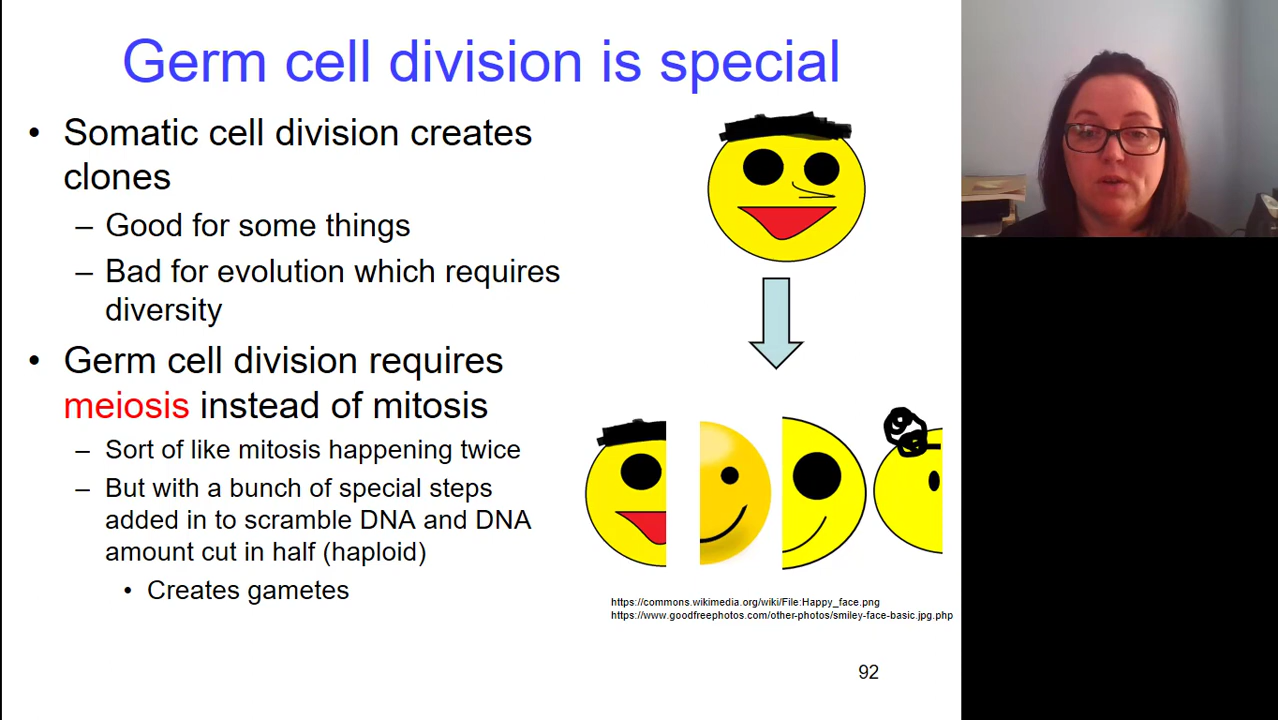 Germ cell division is special
• Somatic cell division creates
clones
– Good for some things
– Bad for evolution which requires
diversity
• Germ cell division requires
meiosis instead of mitosis
– Sort of like mitosis happening twice
– But with a bunch of special steps
added in to scramble DNA and DNA
amount cut in half (haploid)
• Creates gametes
https://commons.wikimedia.org/wiki/File:Happy_face.png
https://www.goodfreephotos.com/other-photos/smiley-face-basic.jpg.php
92